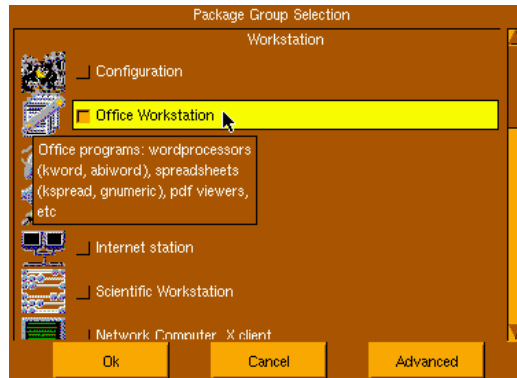 Package Group Selection
Workstation
Configuration
Office Workstation
Office programs: wordprocessors
(kword, abiword), spreadsheets
(kspread, gnumeric), pdf viewers,
etc
Internet station
Scientific Workstation
Network Computer X client
Ok Cancel Advanced